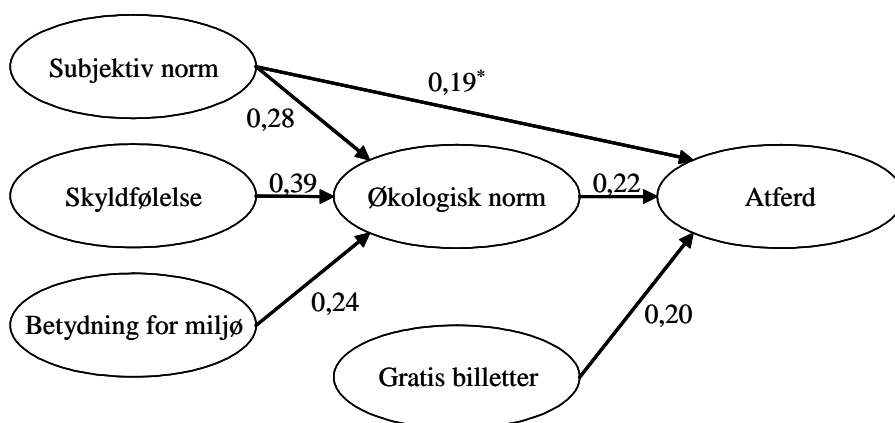 Subjektiv norm
0,19*
0,28
Skyldfølelse
0,39
Økologisk norm
0,22
Atferd
Betydning for miljø
0,24
0,20
Gratis billetter